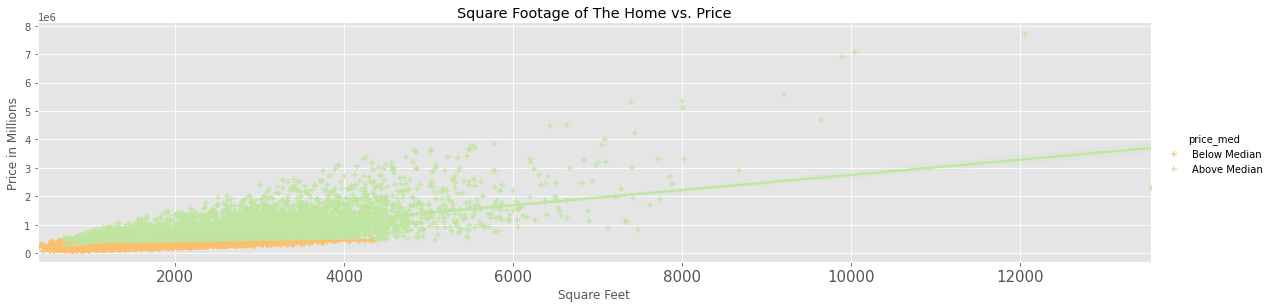 Square Footage of The Home vs. Price
1e6
8
7
6
5
4
3
2
1
0
Price in Millions
2000 4000 6000 8000 10000 12000
Square Feet
price_med
Below Median
Above Median